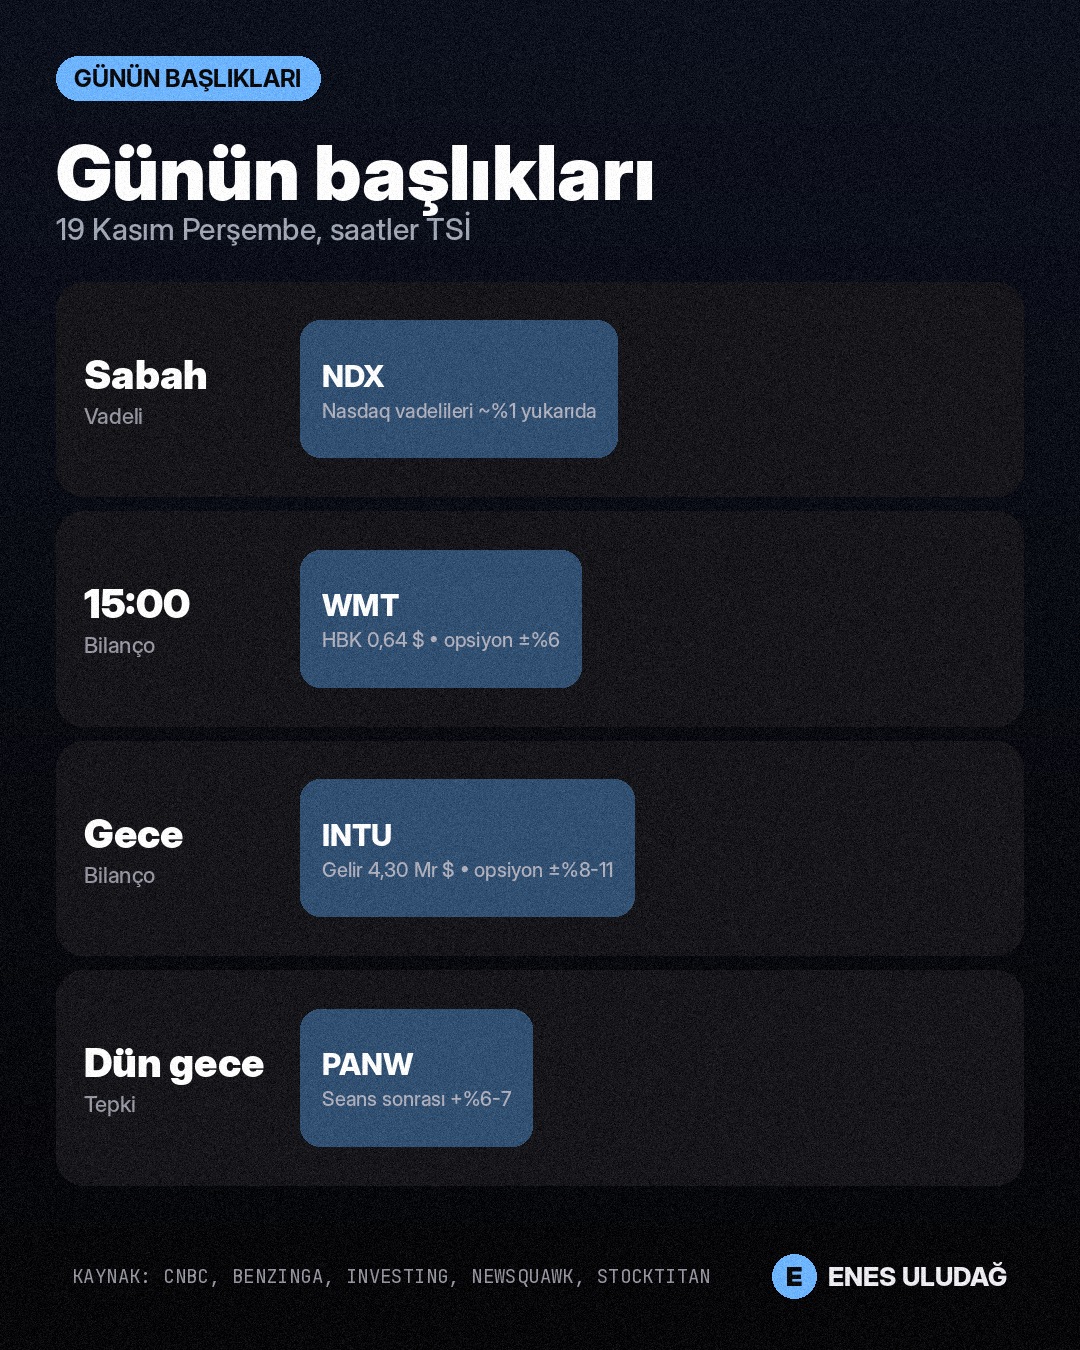 GÜNÜN BAŞLIKLARI
Günün başlıkları
19 Kasım Perşembe, saatler TSİ
Sabah
Vadeli
NDX
Nasdaq vadelileri ~%1 yukarıda
15:00
Bilanço
WMT
HBK 0,64 $ • opsiyon ±%6
Gece
Bilanço
INTU
Gelir 4,30 Mr $ • opsiyon ±%8-11
Dün gece
Tepki
PANW
Seans sonrası +%6-7
KAYNAK: CNBC, BENZINGA, INVESTING, NEWSQUAWK, STOCKTITAN
E ENES ULUDAĞ